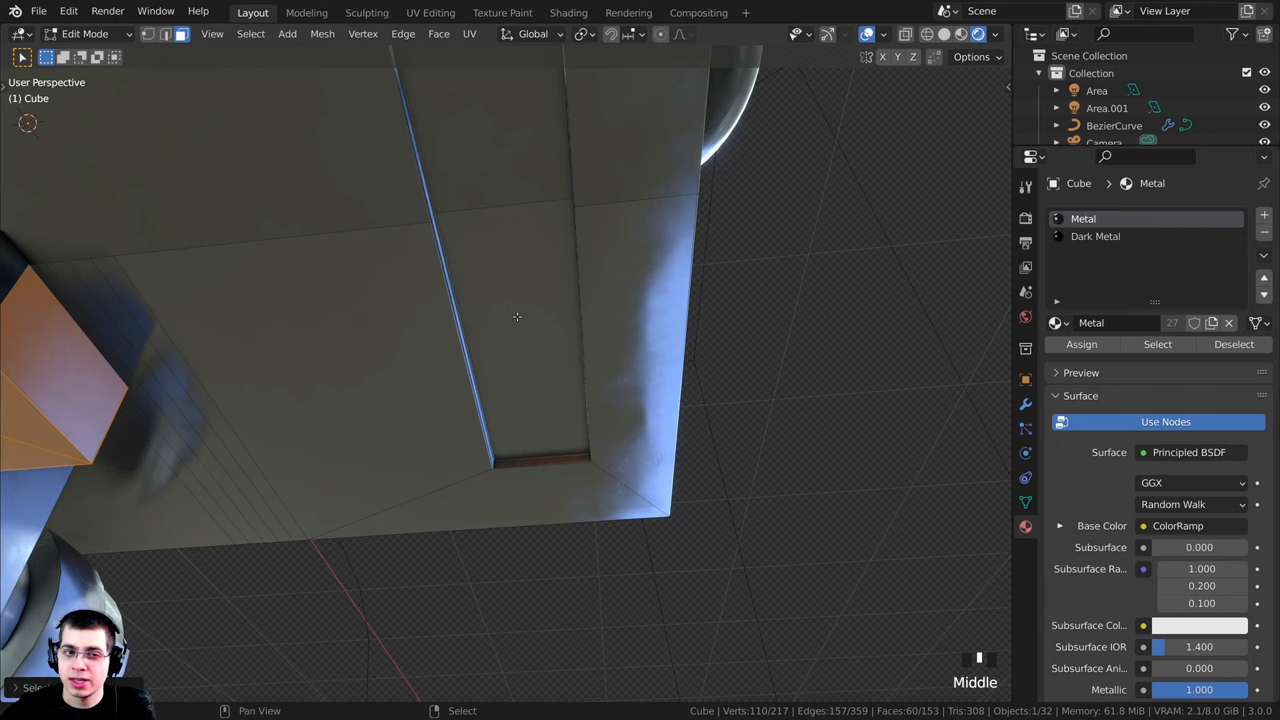 File Edit Render Window Help Layout Modeling Sculpting UV Editing Texture Paint Shading Rendering Compositing Scene View Layer
Edit Mode View Select Add Mesh Vertex Edge Face UV Global
X Y Z Options
User Perspective
(1) Cube
Scene Collection
Collection
Area
Area.001
BezierCurve
Camera
Cube Metal
Metal
Dark Metal
Metal 27
Assign Select Deselect
Preview
Surface
Use Nodes
Surface Principled BSDF
GGX
Random Walk
Base Color ColorRamp
Subsurface 0.000
Subsurface Ra... 1.000
0.200
0.100
Subsurface Col...
Subsurface IOR 1.400
Subsurface Ani... 0.000
Metallic 1.000
Middle
Pan View Select Cube | Verts:110/217 | Edges:157/359 | Faces:60/153 | Tris:308 | Objects:1/32 | Memory: 61.8 MiB | VRAM: 2.1/8.0 GiB | 3.0.0